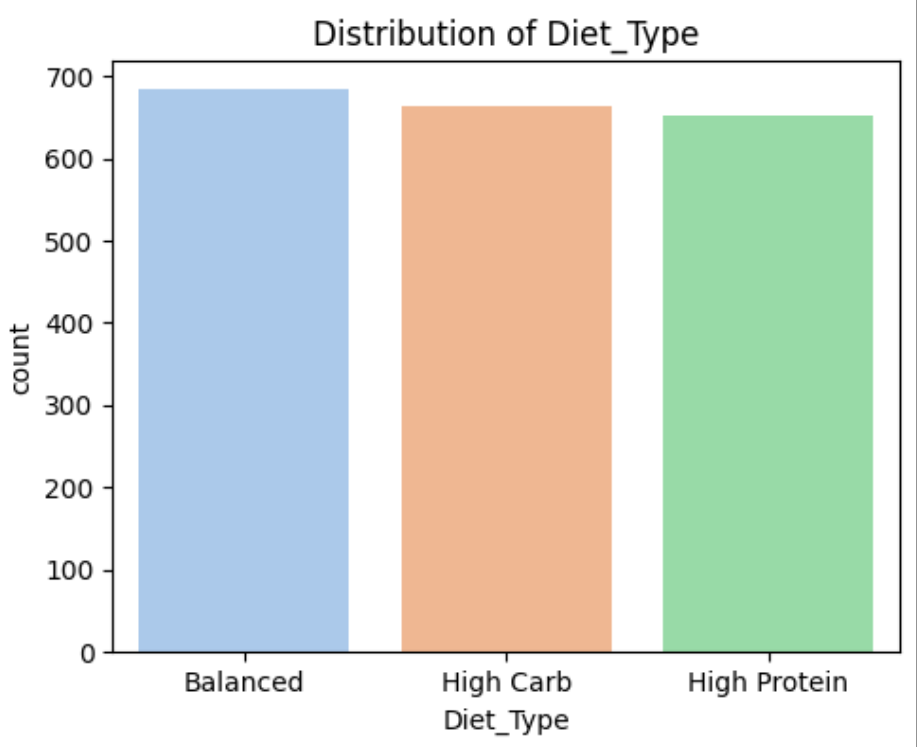 Distribution of Diet_Type
700
600
500
400
300
200
100
0
count
Balanced High Carb High Protein
Diet_Type